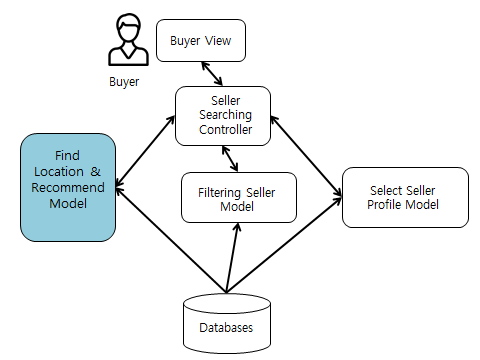 Buyer View
Buyer
Seller
Searching
Controller
Find
Location &
Recommend
Model
Filtering Seller
Model
Select Seller
Profile Model
Databases